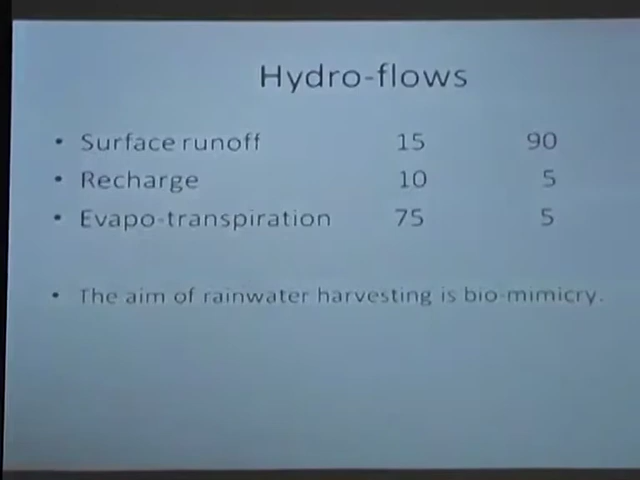 Hydro-flows
• Surface runoff 15 90
• Recharge 10 5
• Evapo-transpiration 75 5
• The aim of rainwater harvesting is bio-mimicry.